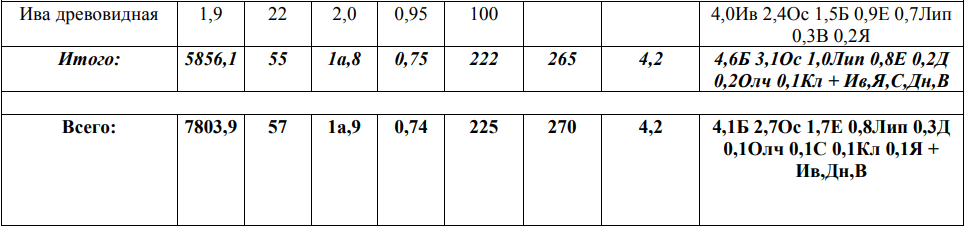 Ива древовидная 1,9 22 2,0 0,95 100 4,0Ив 2,4Ос 1,5Б 0,9Е 0,7Лип
0,3В 0,2Я
Итого: 5856,1 55 1а,8 0,75 222 265 4,2 4,6Б 3,1Ос 1,0Лип 0,8Е 0,2Д
0,2Олч 0,1Кл + Ив,Я,С,Дн,В
Всего: 7803,9 57 1а,9 0,74 225 270 4,2 4,1Б 2,7Ос 1,7Е 0,8Лип 0,3Д
0,1Олч 0,1С 0,1Кл 0,1Я +
Ив,Дн,В